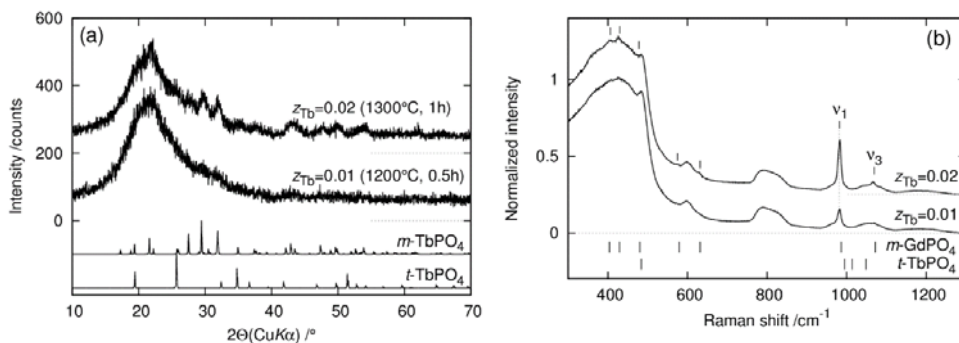 (a)
600
400
200
0
Intensity /counts
z_Tb=0.02 (1300°C, 1h)
z_Tb=0.01 (1200°C, 0.5h)
m-TbPO₄
t-TbPO₄
10 20 30 40 50 60 70
2Θ(CuKα) /°
(b)
1
0.5
0
Normalized intensity
ν₁
ν₃
z_Tb=0.02
z_Tb=0.01
m-GdPO₄
t-TbPO₄
400 600 800 1000 1200
Raman shift /cm⁻¹